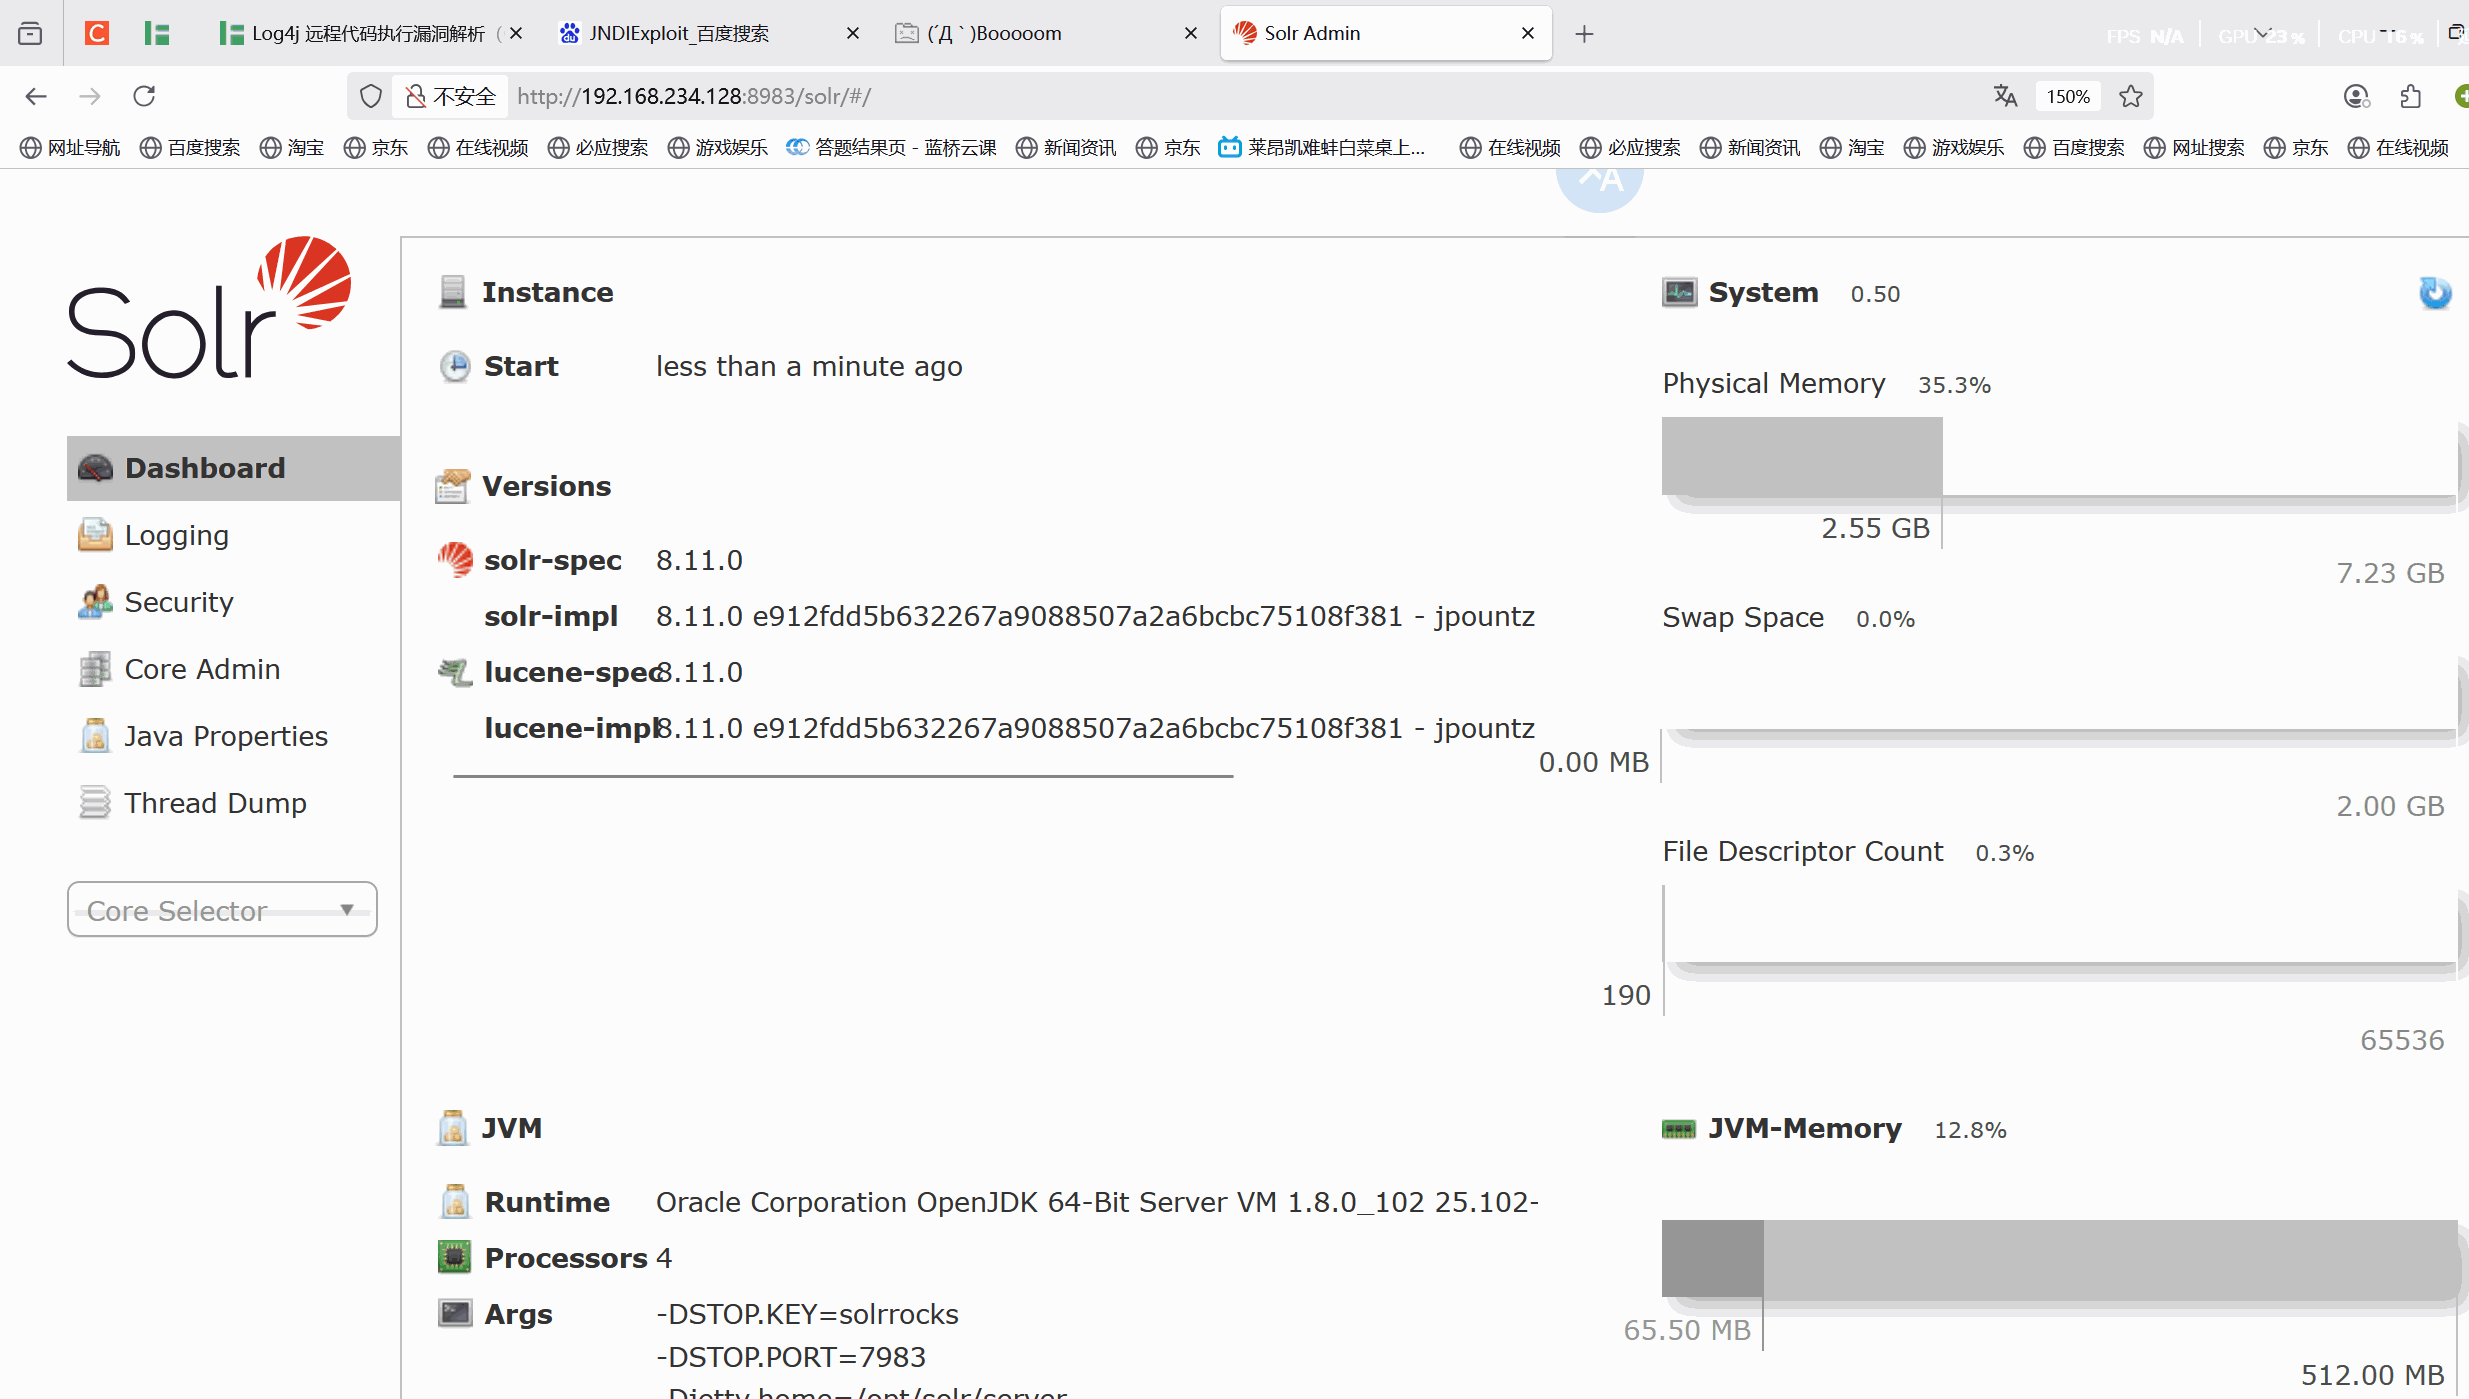 Log4j 远程代码执行漏洞解析（
JNDIExploit_百度搜索
(´Д｀)Booooom
Solr Admin
FPS N/A
GPU 23 %
CPU 16 %
不安全
http://192.168.234.128:8983/solr/#/
150%
网址导航 百度搜索 淘宝 京东 在线视频 必应搜索 游戏娱乐 答题结果页 - 蓝桥云课 新闻资讯 京东 莱昂凯难蚌白菜桌上... 在线视频 必应搜索 新闻资讯 淘宝 游戏娱乐 百度搜索 网址搜索 京东 在线视频
Solr
Dashboard
Logging
Security
Core Admin
Java Properties
Thread Dump
Core Selector
Instance
Start less than a minute ago
Versions
solr-spec 8.11.0
solr-impl 8.11.0 e912fdd5b632267a9088507a2a6bcbc75108f381 - jpountz
lucene-spec 8.11.0
lucene-impl 8.11.0 e912fdd5b632267a9088507a2a6bcbc75108f381 - jpountz
JVM
Runtime Oracle Corporation OpenJDK 64-Bit Server VM 1.8.0_102 25.102-
Processors 4
Args -DSTOP.KEY=solrrocks
-DSTOP.PORT=7983
-Djetty.home=/opt/solr/server
System 0.50
Physical Memory 35.3%
2.55 GB
7.23 GB
Swap Space 0.0%
0.00 MB
2.00 GB
File Descriptor Count 0.3%
190
65536
JVM-Memory 12.8%
65.50 MB
512.00 MB